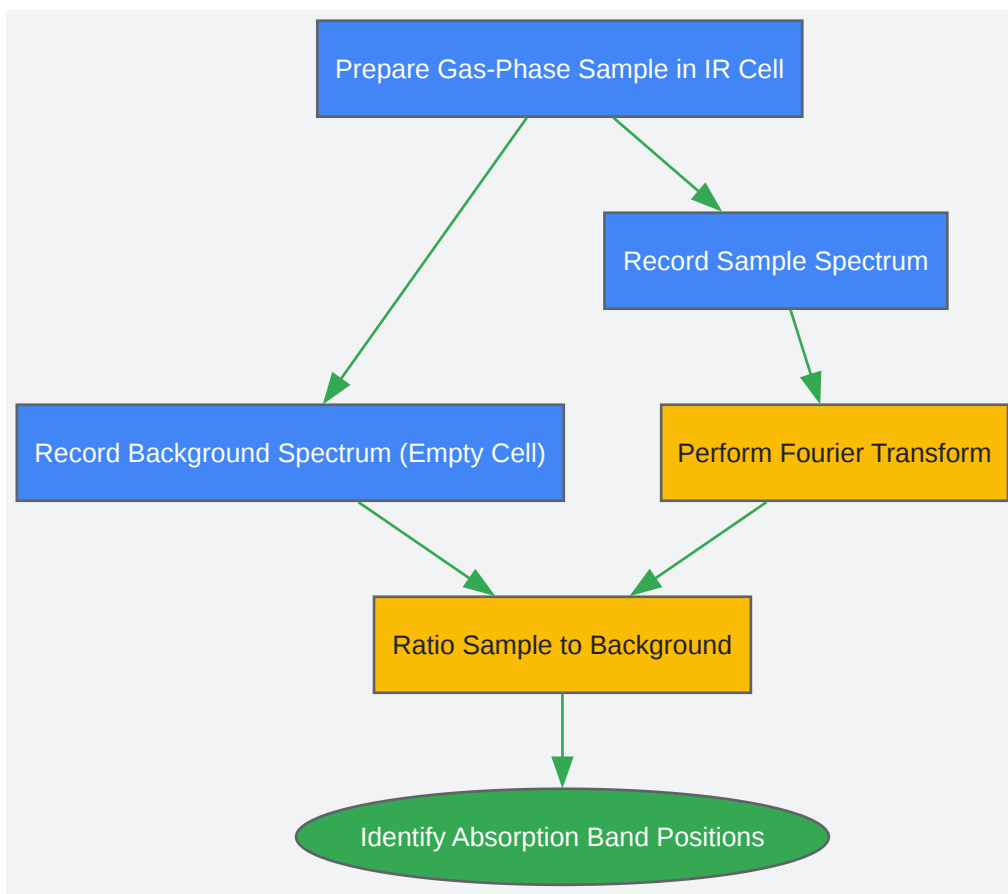 Prepare Gas-Phase Sample in IR Cell
Record Sample Spectrum
Record Background Spectrum (Empty Cell)
Perform Fourier Transform
Ratio Sample to Background
Identify Absorption Band Positions